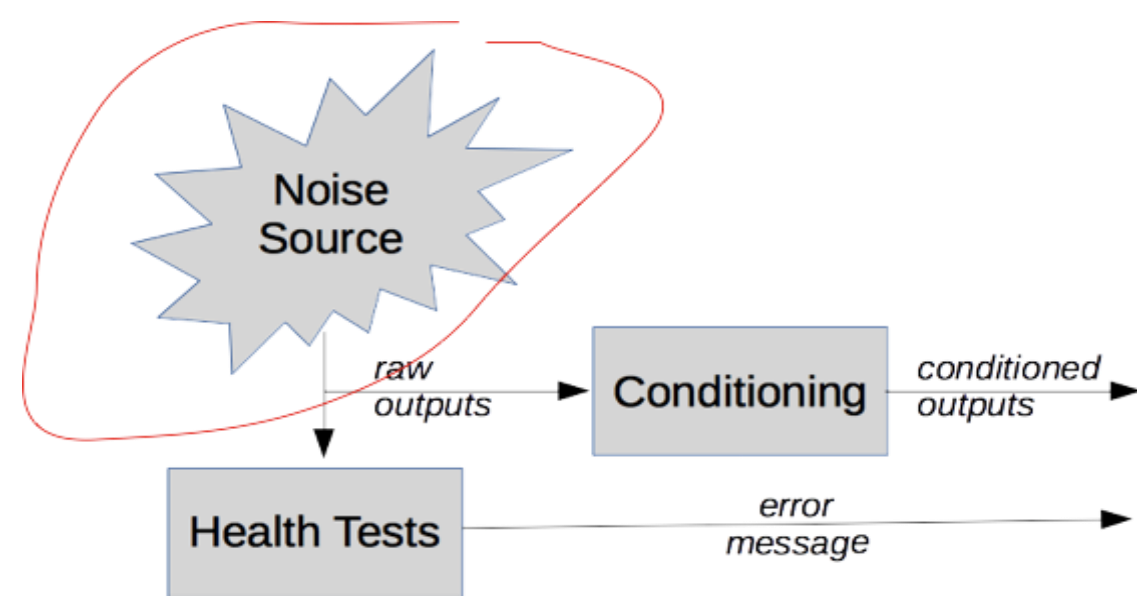 Noise
Source
raw
outputs
Conditioning
conditioned
outputs
Health Tests
error
message